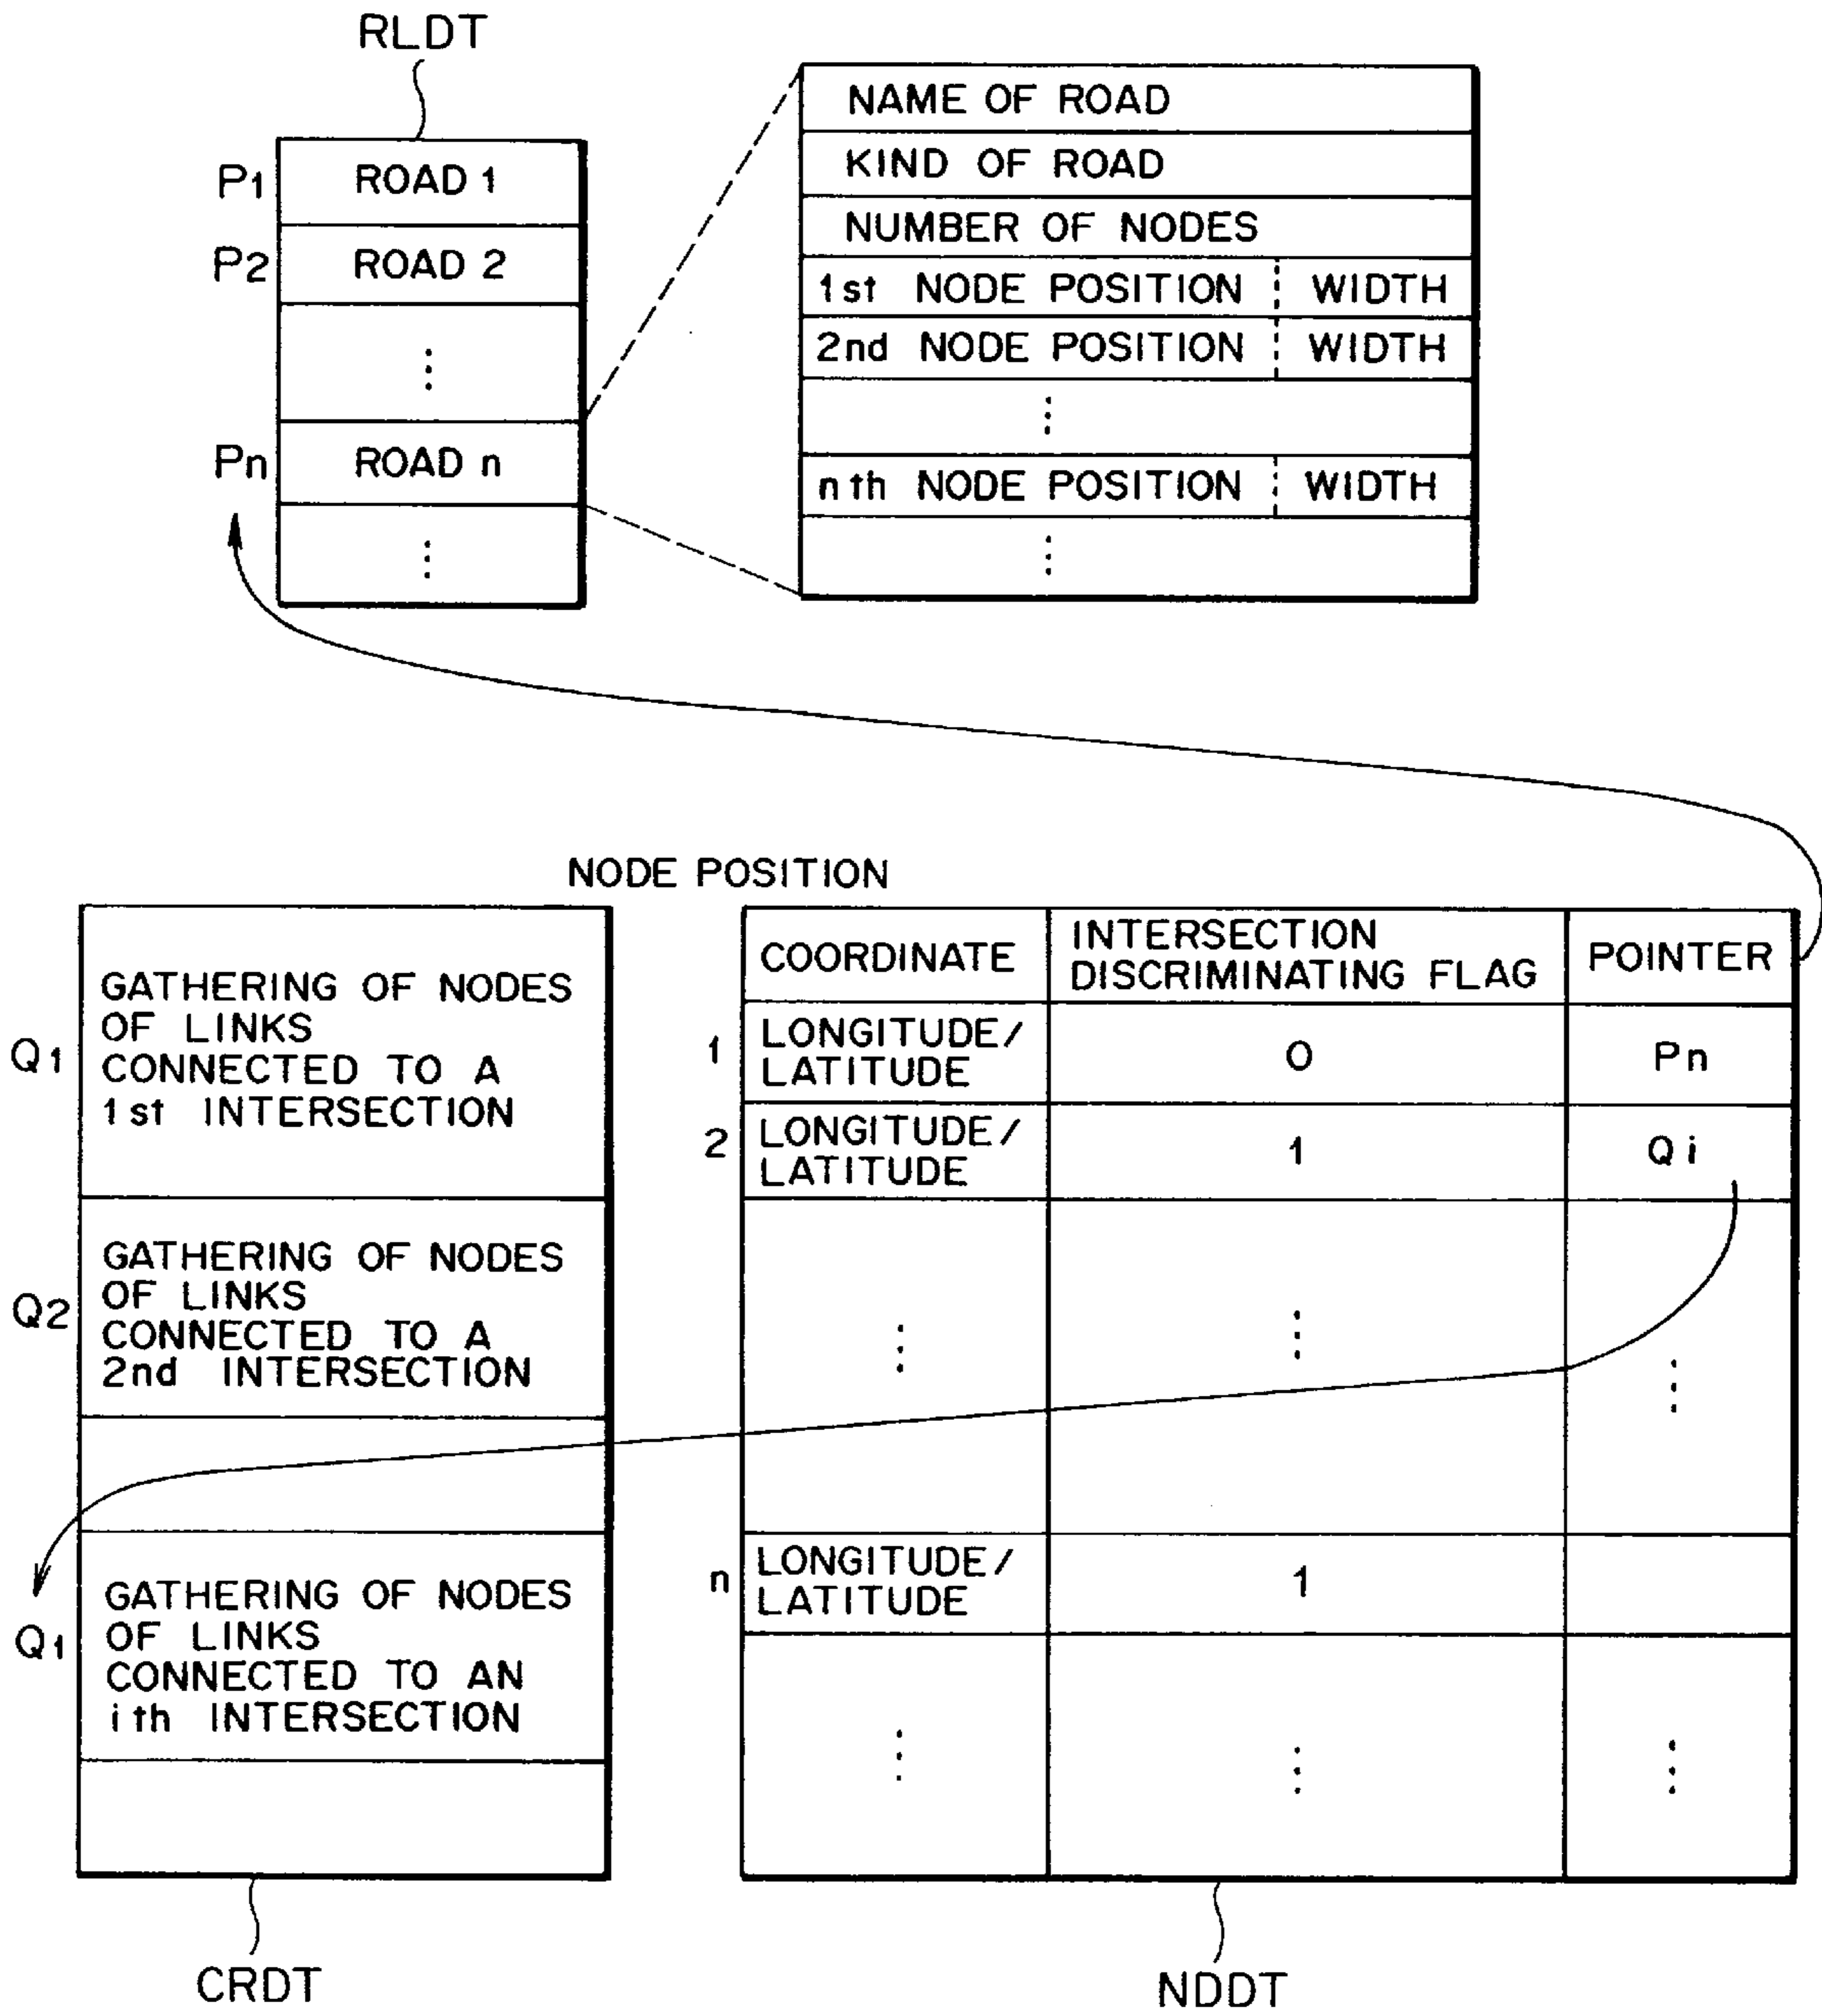 RLDT
P1 ROAD 1
P2 ROAD 2
Pn ROAD n
NAME OF ROAD
KIND OF ROAD
NUMBER OF NODES
1st NODE POSITION WIDTH
2nd NODE POSITION WIDTH
nth NODE POSITION WIDTH
NODE POSITION
Q1
GATHERING OF NODES
OF LINKS
CONNECTED TO A
1st INTERSECTION
Q2
GATHERING OF NODES
OF LINKS
CONNECTED TO A
2nd INTERSECTION
Q1
GATHERING OF NODES
OF LINKS
CONNECTED TO AN
ith INTERSECTION
CRDT
COORDINATE
INTERSECTION
DISCRIMINATING FLAG
POINTER
1
LONGITUDE/
LATITUDE
0
Pn
2
LONGITUDE/
LATITUDE
1
Qi
n
LONGITUDE/
LATITUDE
1
NDDT